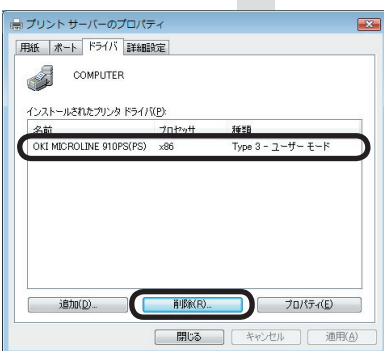 プリント サーバーのプロパティ
用紙 ポート ドライバ 詳細設定
COMPUTER
インストールされたプリンタ ドライバ(P):
名前 プロセッサ 種類
OKI MICROLINE 910PS(PS) x86 Type 3 - ユーザー モード
追加(D)... 削除(R)... プロパティ(E)
閉じる キャンセル 適用(A)